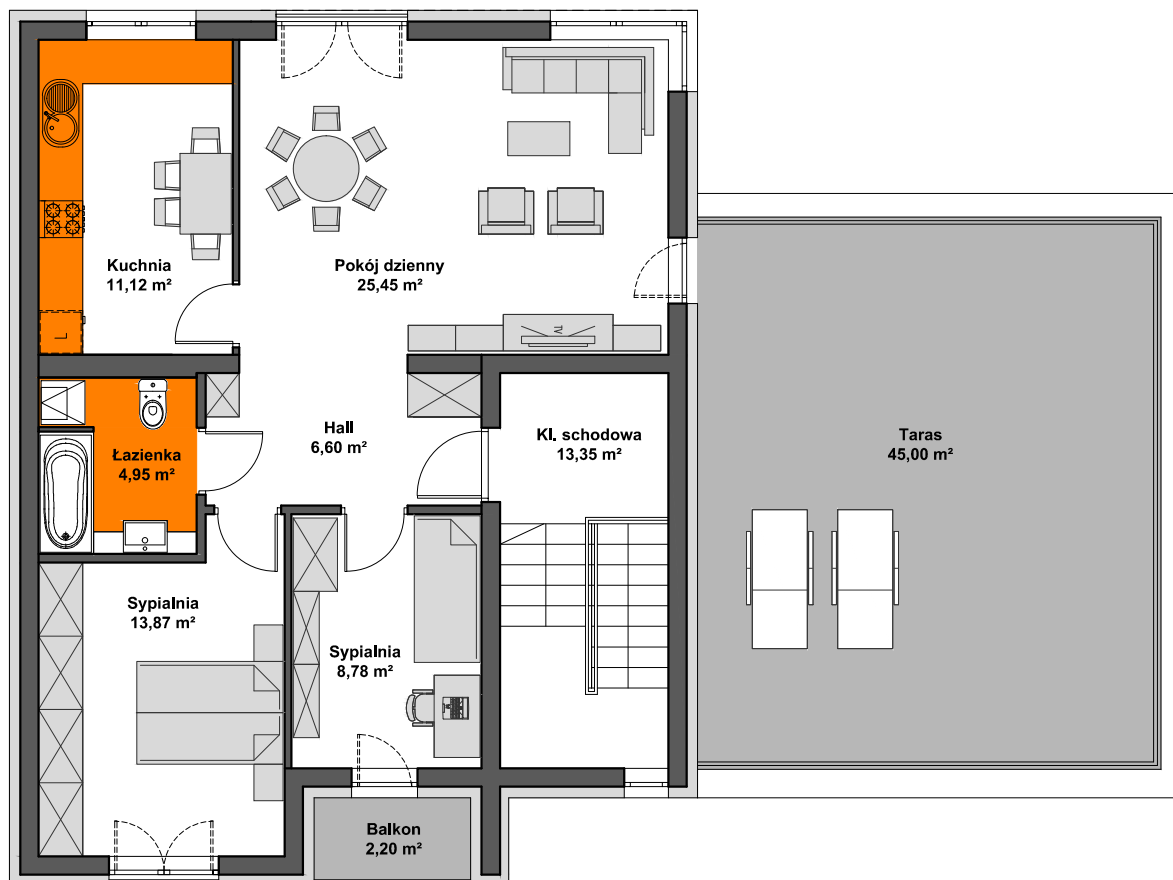 Kuchnia
11,12 m²
Pokój dzienny
25,45 m²
TV
L
Hall
6,60 m²
Kl. schodowa
13,35 m²
Taras
45,00 m²
Łazienka
4,95 m²
Sypialnia
13,87 m²
Sypialnia
8,78 m²
Balkon
2,20 m²